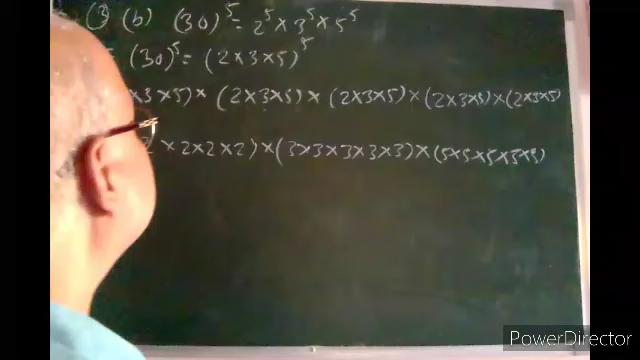 ③ (b) (30)⁵ = 2⁵ × 3⁵ × 5⁵
(30)⁵ = (2×3×5)⁵
×3×5) × (2×3×5) × (2×3×5) × (2×3×5) × (2×3×5)
× 2×2×2) × (3×3×3×3×3) × (5×5×5×5×5)
PowerDirector